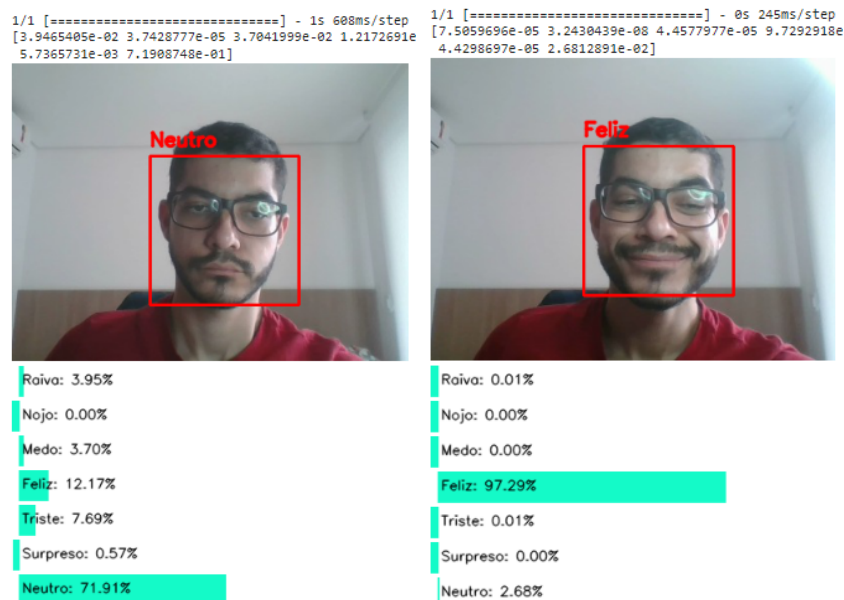 1/1 [==============================] - 1s 608ms/step
[3.9465405e-02 3.7428777e-05 3.7041999e-02 1.2172691e
5.7365731e-03 7.1908748e-01]
Neutro
Raiva: 3.95%
Nojo: 0.00%
Medo: 3.70%
Feliz: 12.17%
Triste: 7.69%
Surpreso: 0.57%
Neutro: 71.91%
1/1 [==============================] - 0s 245ms/step
[7.5059696e-05 3.2430439e-08 4.4577977e-05 9.7292918e
4.4298697e-05 2.6812891e-02]
Feliz
Raiva: 0.01%
Nojo: 0.00%
Medo: 0.00%
Feliz: 97.29%
Triste: 0.01%
Surpreso: 0.00%
Neutro: 2.68%